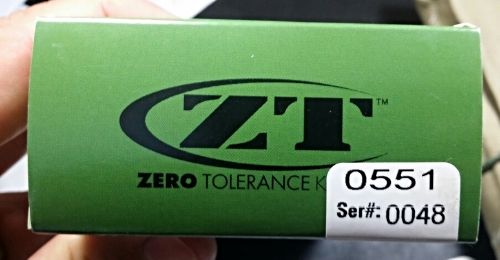 ZT™
ZERO TOLERANCE K
0551
Ser#: 0048